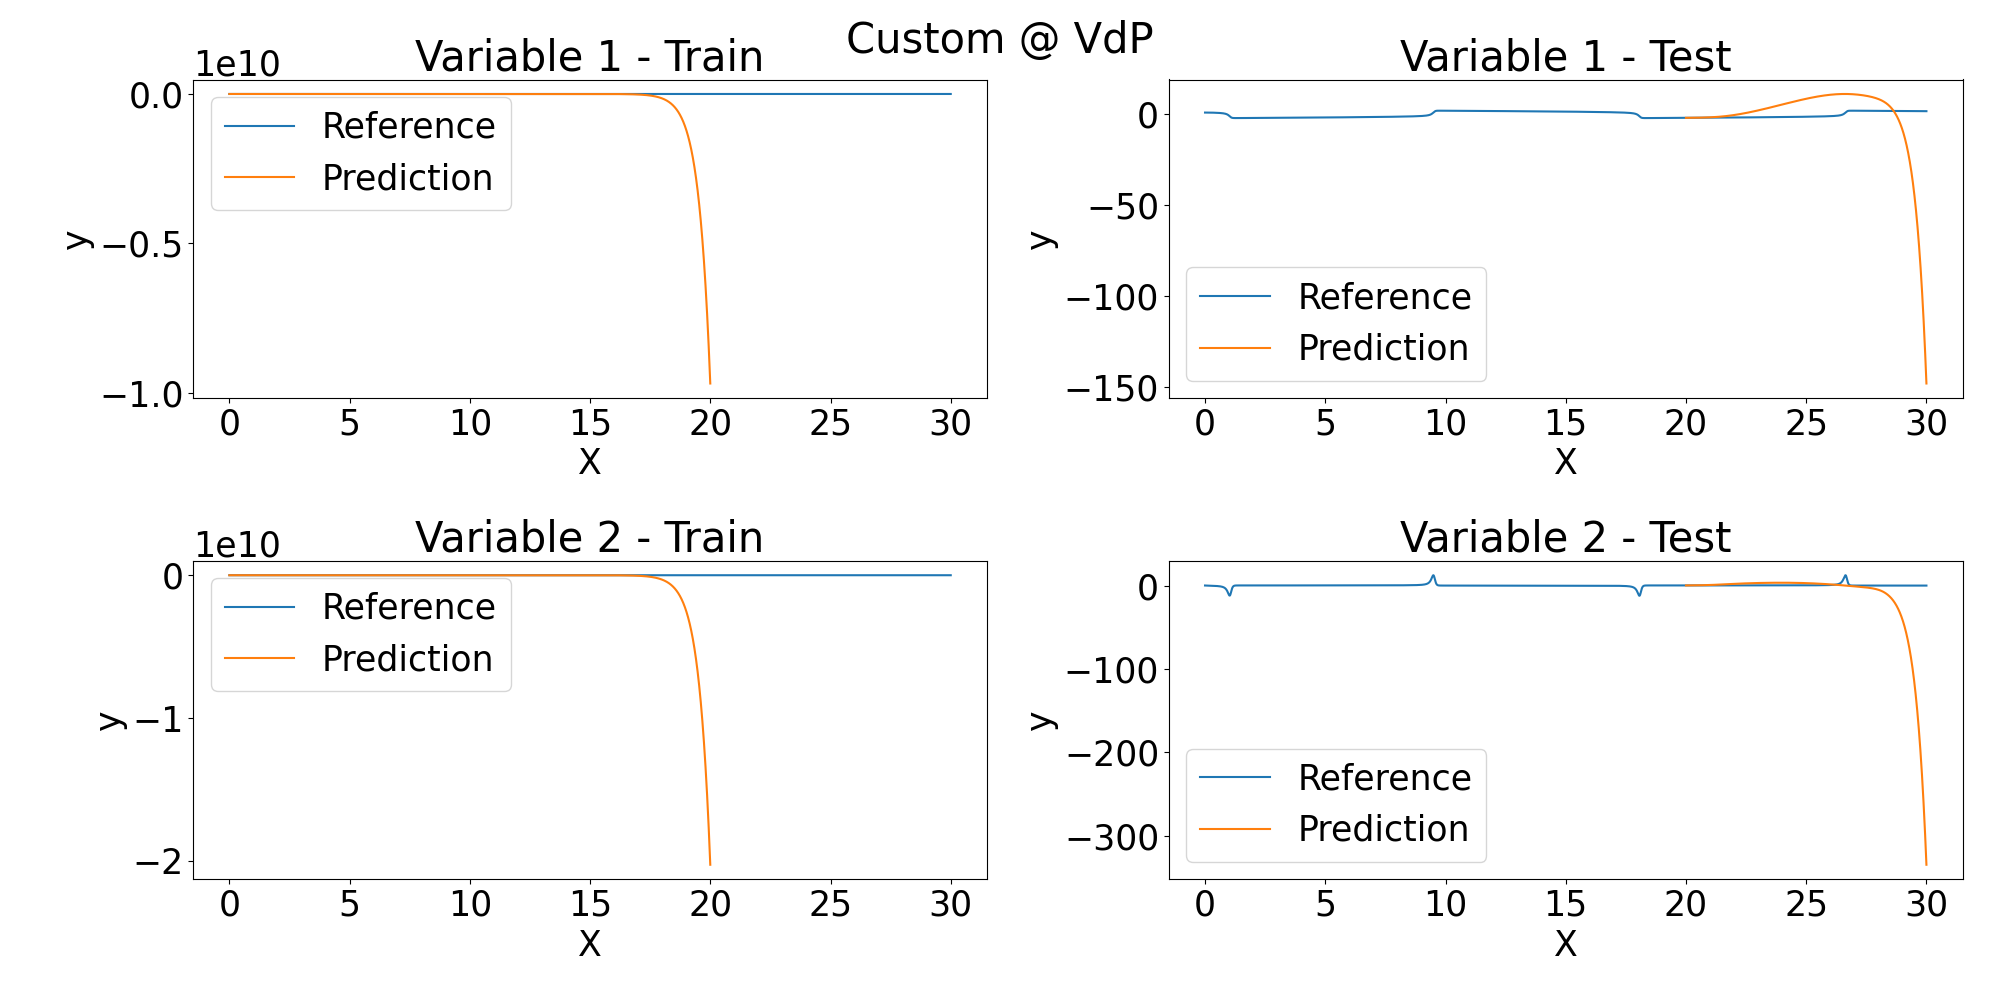 Custom @ VdP
Variable 1 - Train
1e10
0.0
−0.5
−1.0
y
Reference
Prediction
0 5 10 15 20 25 30
X
Variable 1 - Test
0
−50
−100
−150
y
Reference
Prediction
0 5 10 15 20 25 30
X
Variable 2 - Train
1e10
0
−1
−2
y
Reference
Prediction
0 5 10 15 20 25 30
X
Variable 2 - Test
0
−100
−200
−300
y
Reference
Prediction
0 5 10 15 20 25 30
X